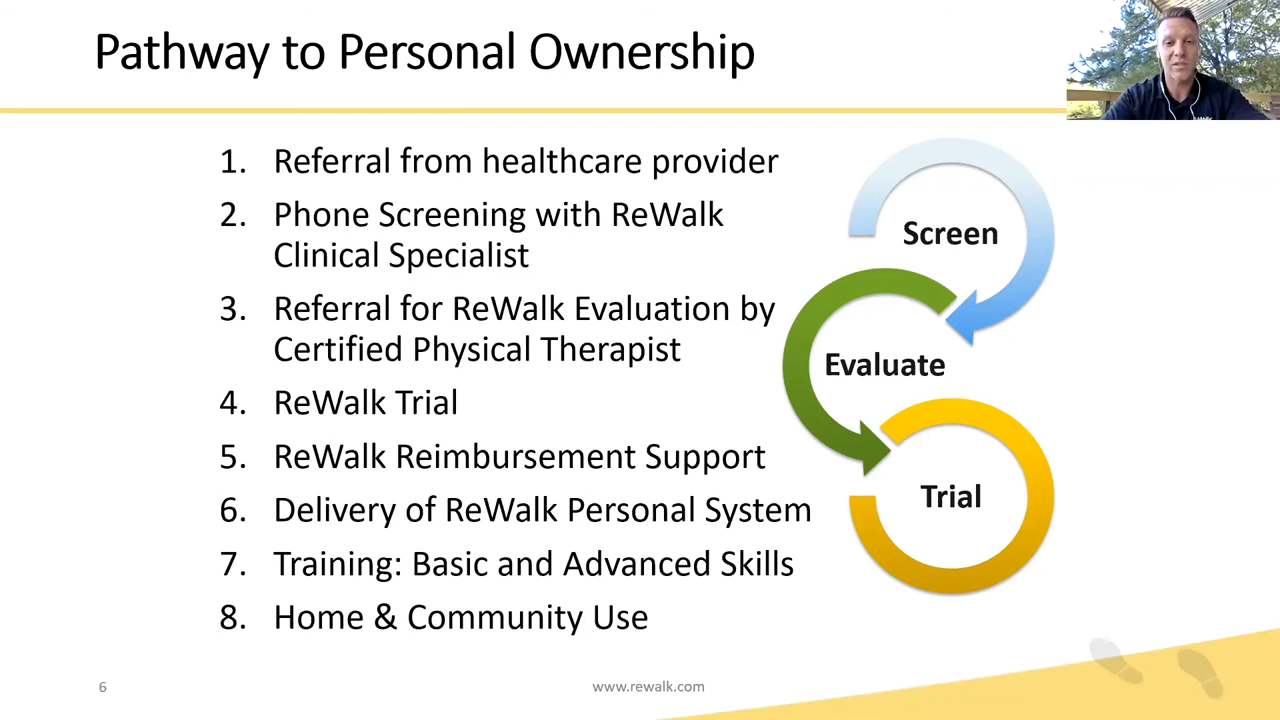 Pathway to Personal Ownership
1. Referral from healthcare provider
2. Phone Screening with ReWalk
Clinical Specialist
3. Referral for ReWalk Evaluation by
Certified Physical Therapist
4. ReWalk Trial
5. ReWalk Reimbursement Support
6. Delivery of ReWalk Personal System
7. Training: Basic and Advanced Skills
8. Home & Community Use
Screen
Evaluate
Trial
6
www.rewalk.com